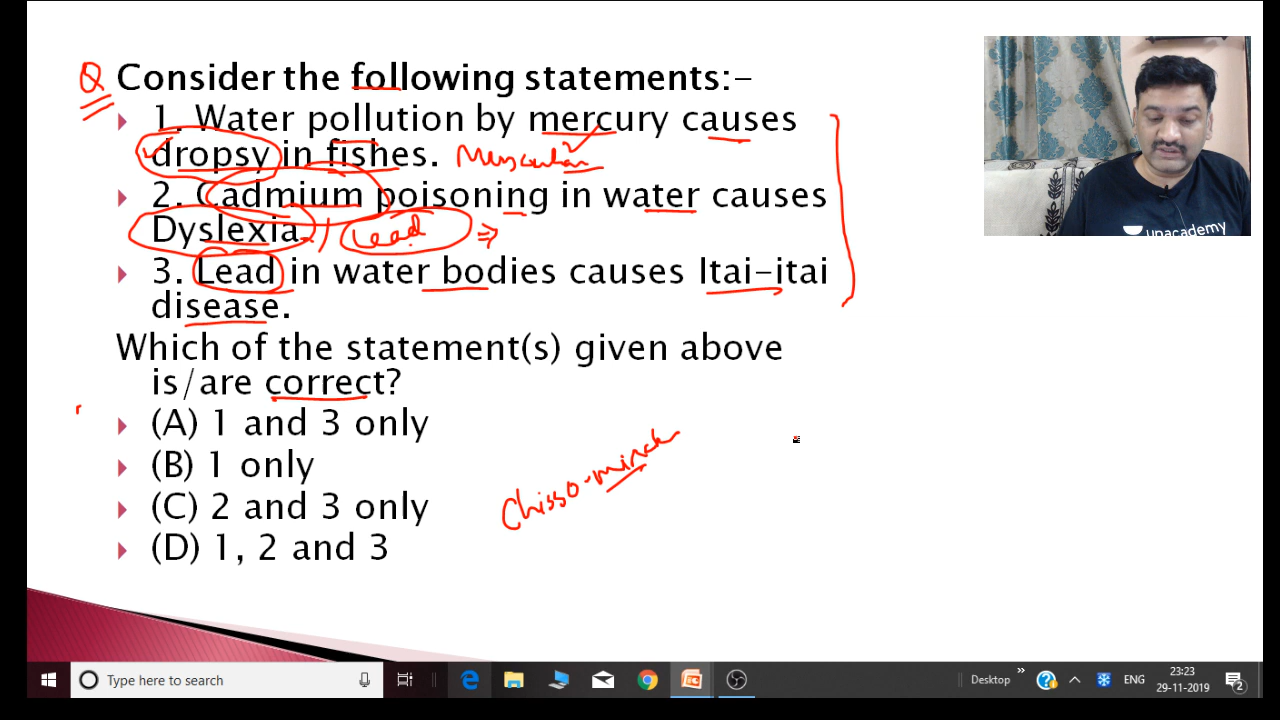 Q Consider the following statements:-
1. Water pollution by mercury causes
dropsy in fishes.
2. Cadmium poisoning in water causes
Dyslexia. Lead ⇒
3. Lead in water bodies causes Itai-itai
disease.
Which of the statement(s) given above
is/are correct?
(A) 1 and 3 only
(B) 1 only
(C) 2 and 3 only
(D) 1, 2 and 3
unacademy
Type here to search
Desktop
ENG
23:23
29-11-2019
2